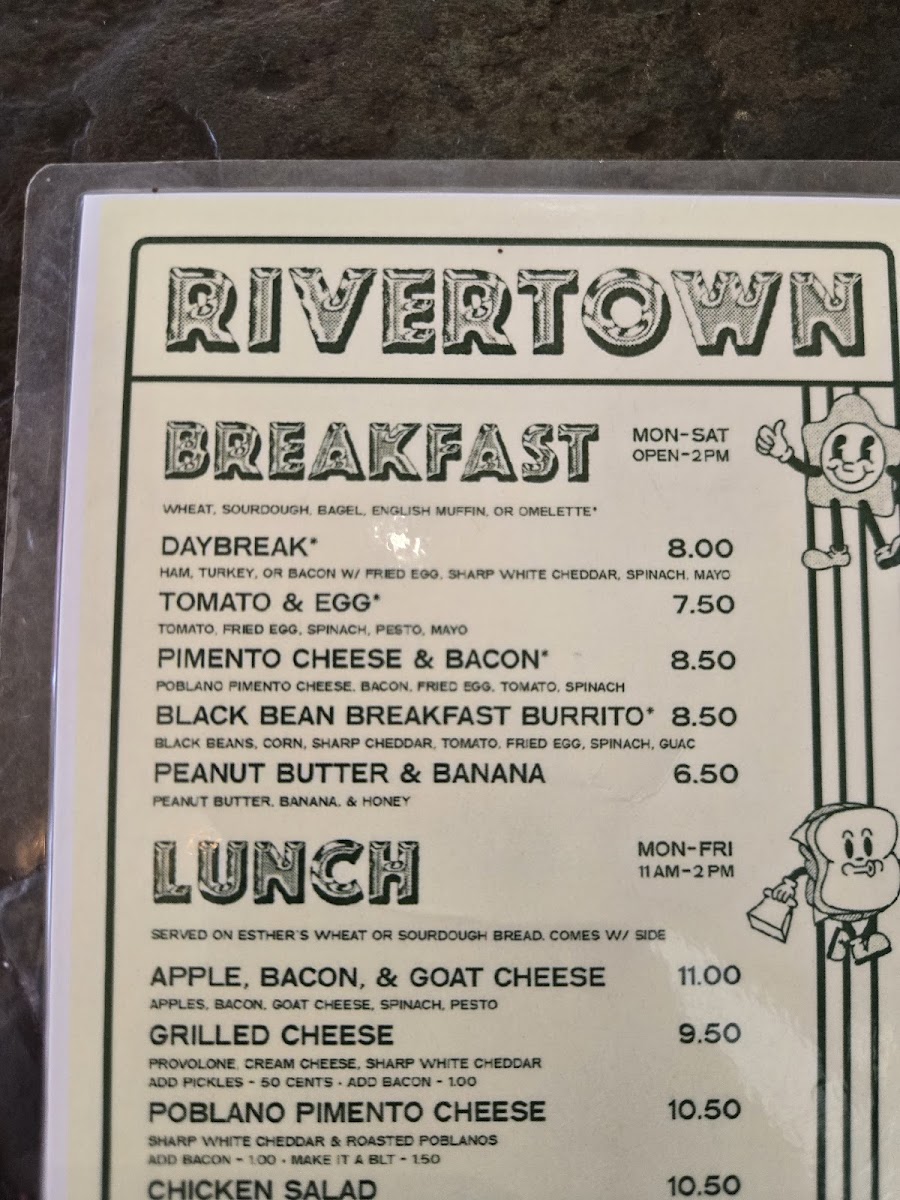 RIVERTOWN
BREAKFAST
MON-SAT
OPEN-2PM
WHEAT, SOURDOUGH, BAGEL, ENGLISH MUFFIN, OR OMELETTE*
DAYBREAK* 8.00
HAM, TURKEY, OR BACON W/ FRIED EGG, SHARP WHITE CHEDDAR, SPINACH, MAYO
TOMATO & EGG* 7.50
TOMATO, FRIED EGG, SPINACH, PESTO, MAYO
PIMENTO CHEESE & BACON* 8.50
POBLANO PIMENTO CHEESE, BACON, FRIED EGG, TOMATO, SPINACH
BLACK BEAN BREAKFAST BURRITO* 8.50
BLACK BEANS, CORN, SHARP CHEDDAR, TOMATO, FRIED EGG, SPINACH, GUAC
PEANUT BUTTER & BANANA 6.50
PEANUT BUTTER, BANANA, & HONEY
LUNCH
MON-FRI
11AM-2PM
SERVED ON ESTHER'S WHEAT OR SOURDOUGH BREAD. COMES W/ SIDE
APPLE, BACON, & GOAT CHEESE 11.00
APPLES, BACON, GOAT CHEESE, SPINACH, PESTO
GRILLED CHEESE 9.50
PROVOLONE, CREAM CHEESE, SHARP WHITE CHEDDAR
ADD PICKLES - 50 CENTS • ADD BACON - 1.00
POBLANO PIMENTO CHEESE 10.50
SHARP WHITE CHEDDAR & ROASTED POBLANOS
ADD BACON - 1.00 • MAKE IT A BLT - 1.50
CHICKEN SALAD 10.50